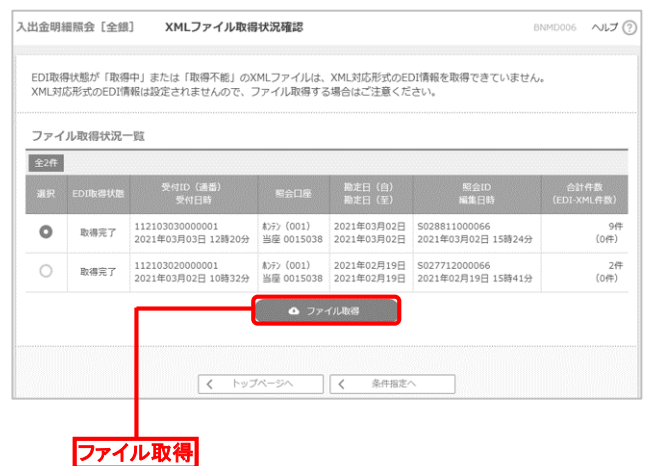 入出金明細照会［全銀］ XMLファイル取得状況確認 BNMD006 ヘルプ ?
EDI取得状態が「取得中」または「取得不能」のXMLファイルは、XML対応形式のEDI情報を取得できていません。
XML対応形式のEDI情報は設定されませんので、ファイル取得する場合はご注意ください。
ファイル取得状況一覧
全2件
選択 EDI取得状態 受付ID（通番） 照会口座 勘定日（自） 照会ID 合計件数
受付日時 勘定日（至） 編集日時 (EDI-XML件数)
取得完了 112103030000001 ﾎﾝﾃﾝ（001） 2021年03月02日 S028811000066 9件
2021年03月03日 12時20分 当座 0015038 2021年03月02日 2021年03月02日 15時24分 (0件)
取得完了 112103020000001 ﾎﾝﾃﾝ（001） 2021年02月19日 S027712000066 2件
2021年03月02日 10時32分 当座 0015038 2021年02月19日 2021年02月19日 15時41分 (0件)
ファイル取得
トップページへ 条件指定へ
ファイル取得